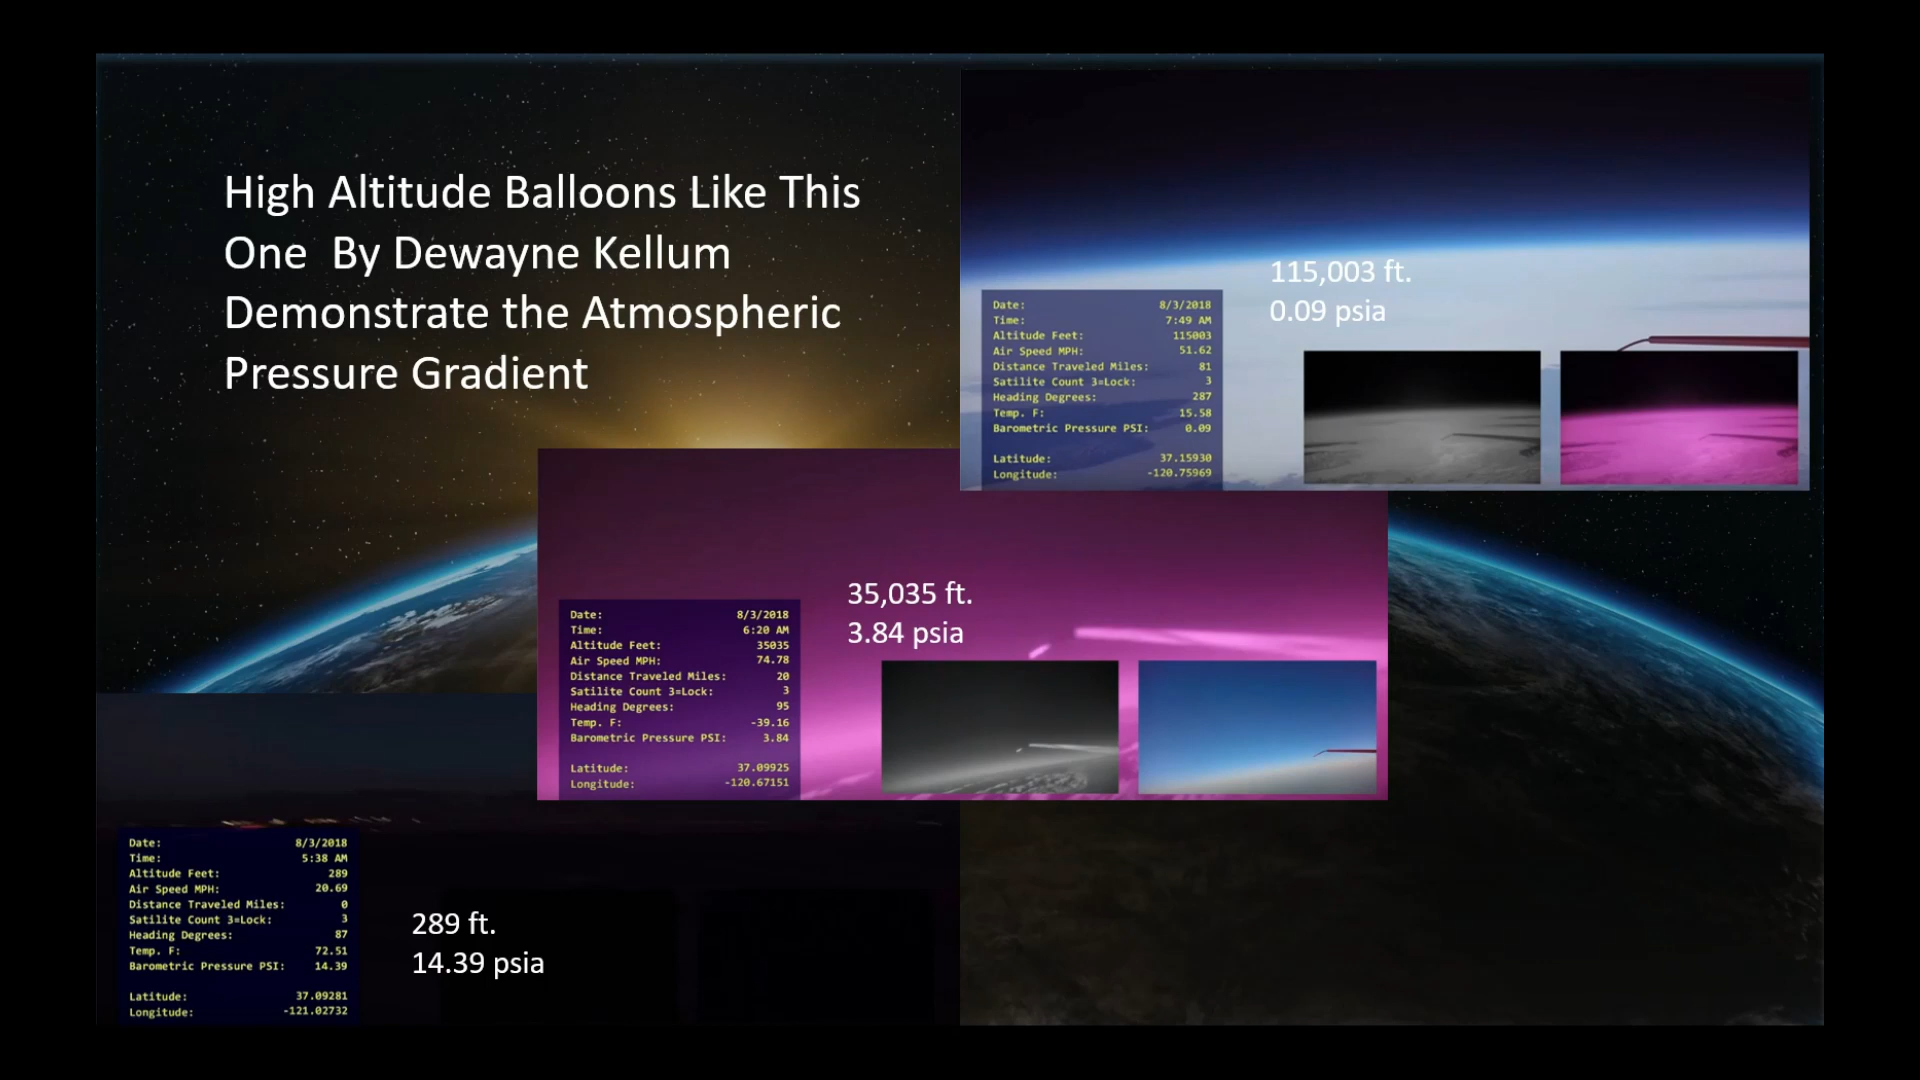 High Altitude Balloons Like This
One  By Dewayne Kellum
Demonstrate the Atmospheric
Pressure Gradient
115,003 ft.
0.09 psia
Date: 8/3/2018
Time: 7:49 AM
Altitude Feet: 115003
Air Speed MPH: 51.62
Distance Traveled Miles: 81
Satilite Count 3=Lock: 3
Heading Degrees: 287
Temp. F: 15.58
Barometric Pressure PSI: 0.09
Latitude: 37.15930
Longitude: -120.75969
35,035 ft.
3.84 psia
Date: 8/3/2018
Time: 6:20 AM
Altitude Feet: 35035
Air Speed MPH: 74.78
Distance Traveled Miles: 20
Satilite Count 3=Lock: 3
Heading Degrees: 95
Temp. F: -39.16
Barometric Pressure PSI: 3.84
Latitude: 37.09925
Longitude: -120.67151
Date: 8/3/2018
Time: 5:38 AM
Altitude Feet: 289
Air Speed MPH: 20.69
Distance Traveled Miles: 0
Satilite Count 3=Lock: 3
Heading Degrees: 87
Temp. F: 72.51
Barometric Pressure PSI: 14.39
Latitude: 37.09281
Longitude: -121.02732
289 ft.
14.39 psia